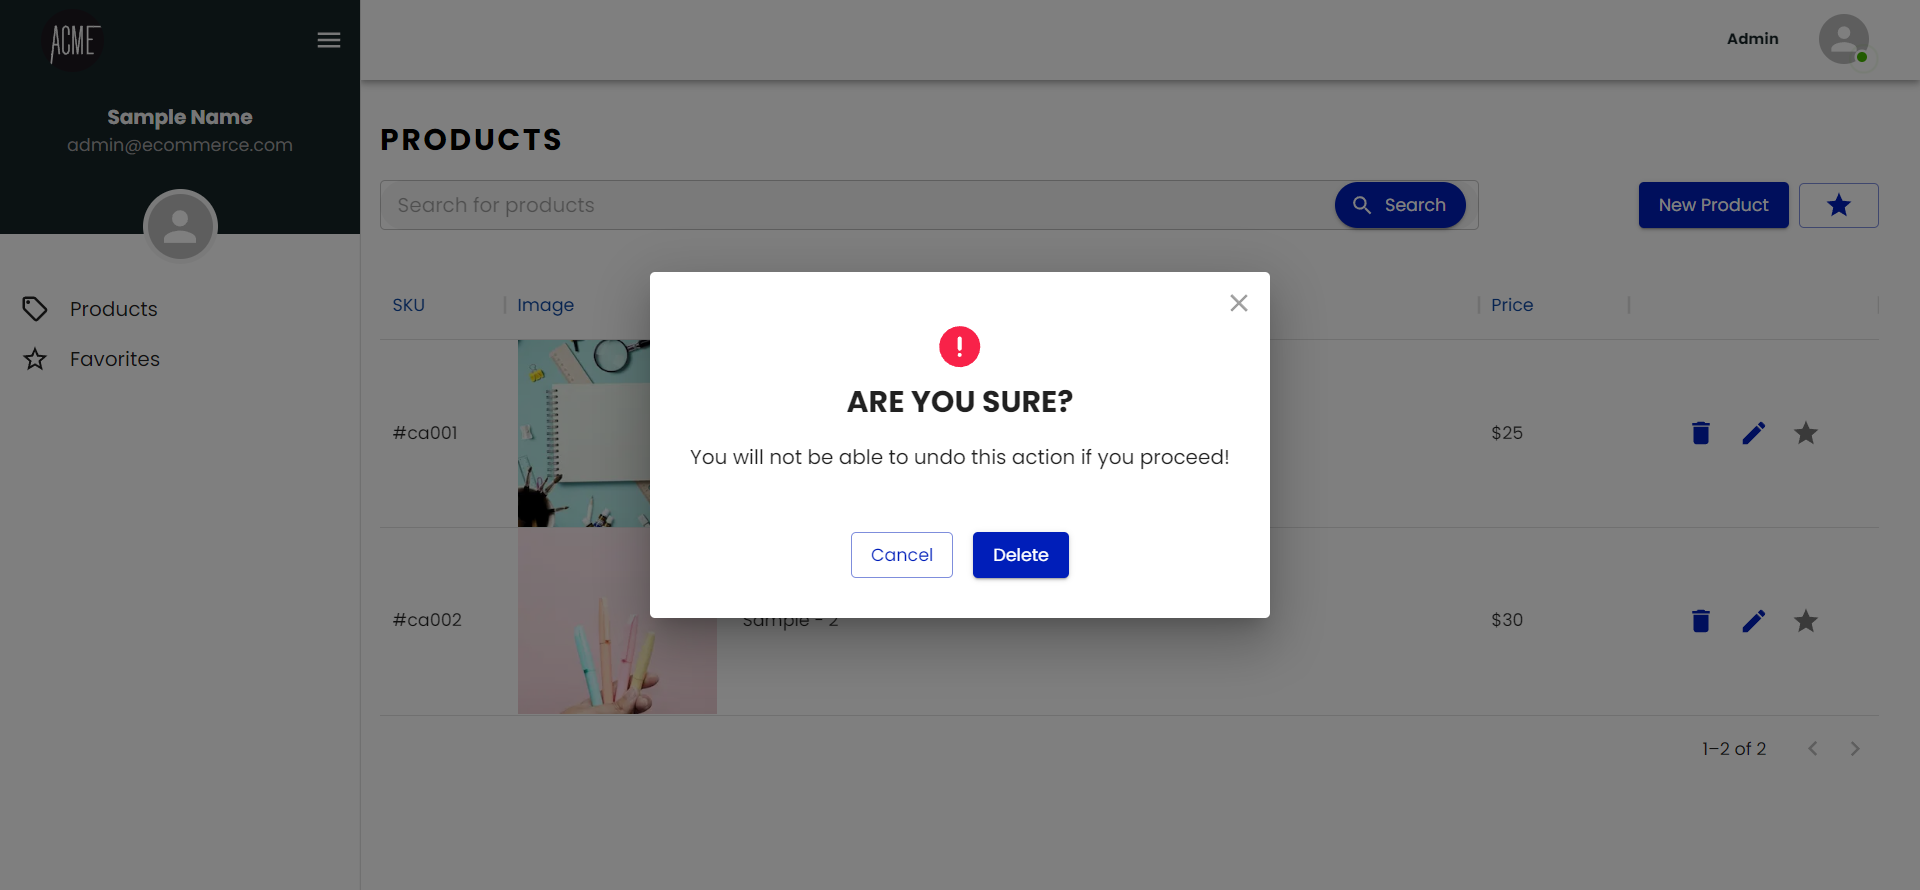 ACME
Admin
Sample Name
admin@ecommerce.com
PRODUCTS
Search for products
Search
New Product
Products
Favorites
SKU
Image
Price
ARE YOU SURE?
You will not be able to undo this action if you proceed!
Cancel
Delete
#ca001
$25
#ca002
Sample - 2
$30
1–2 of 2